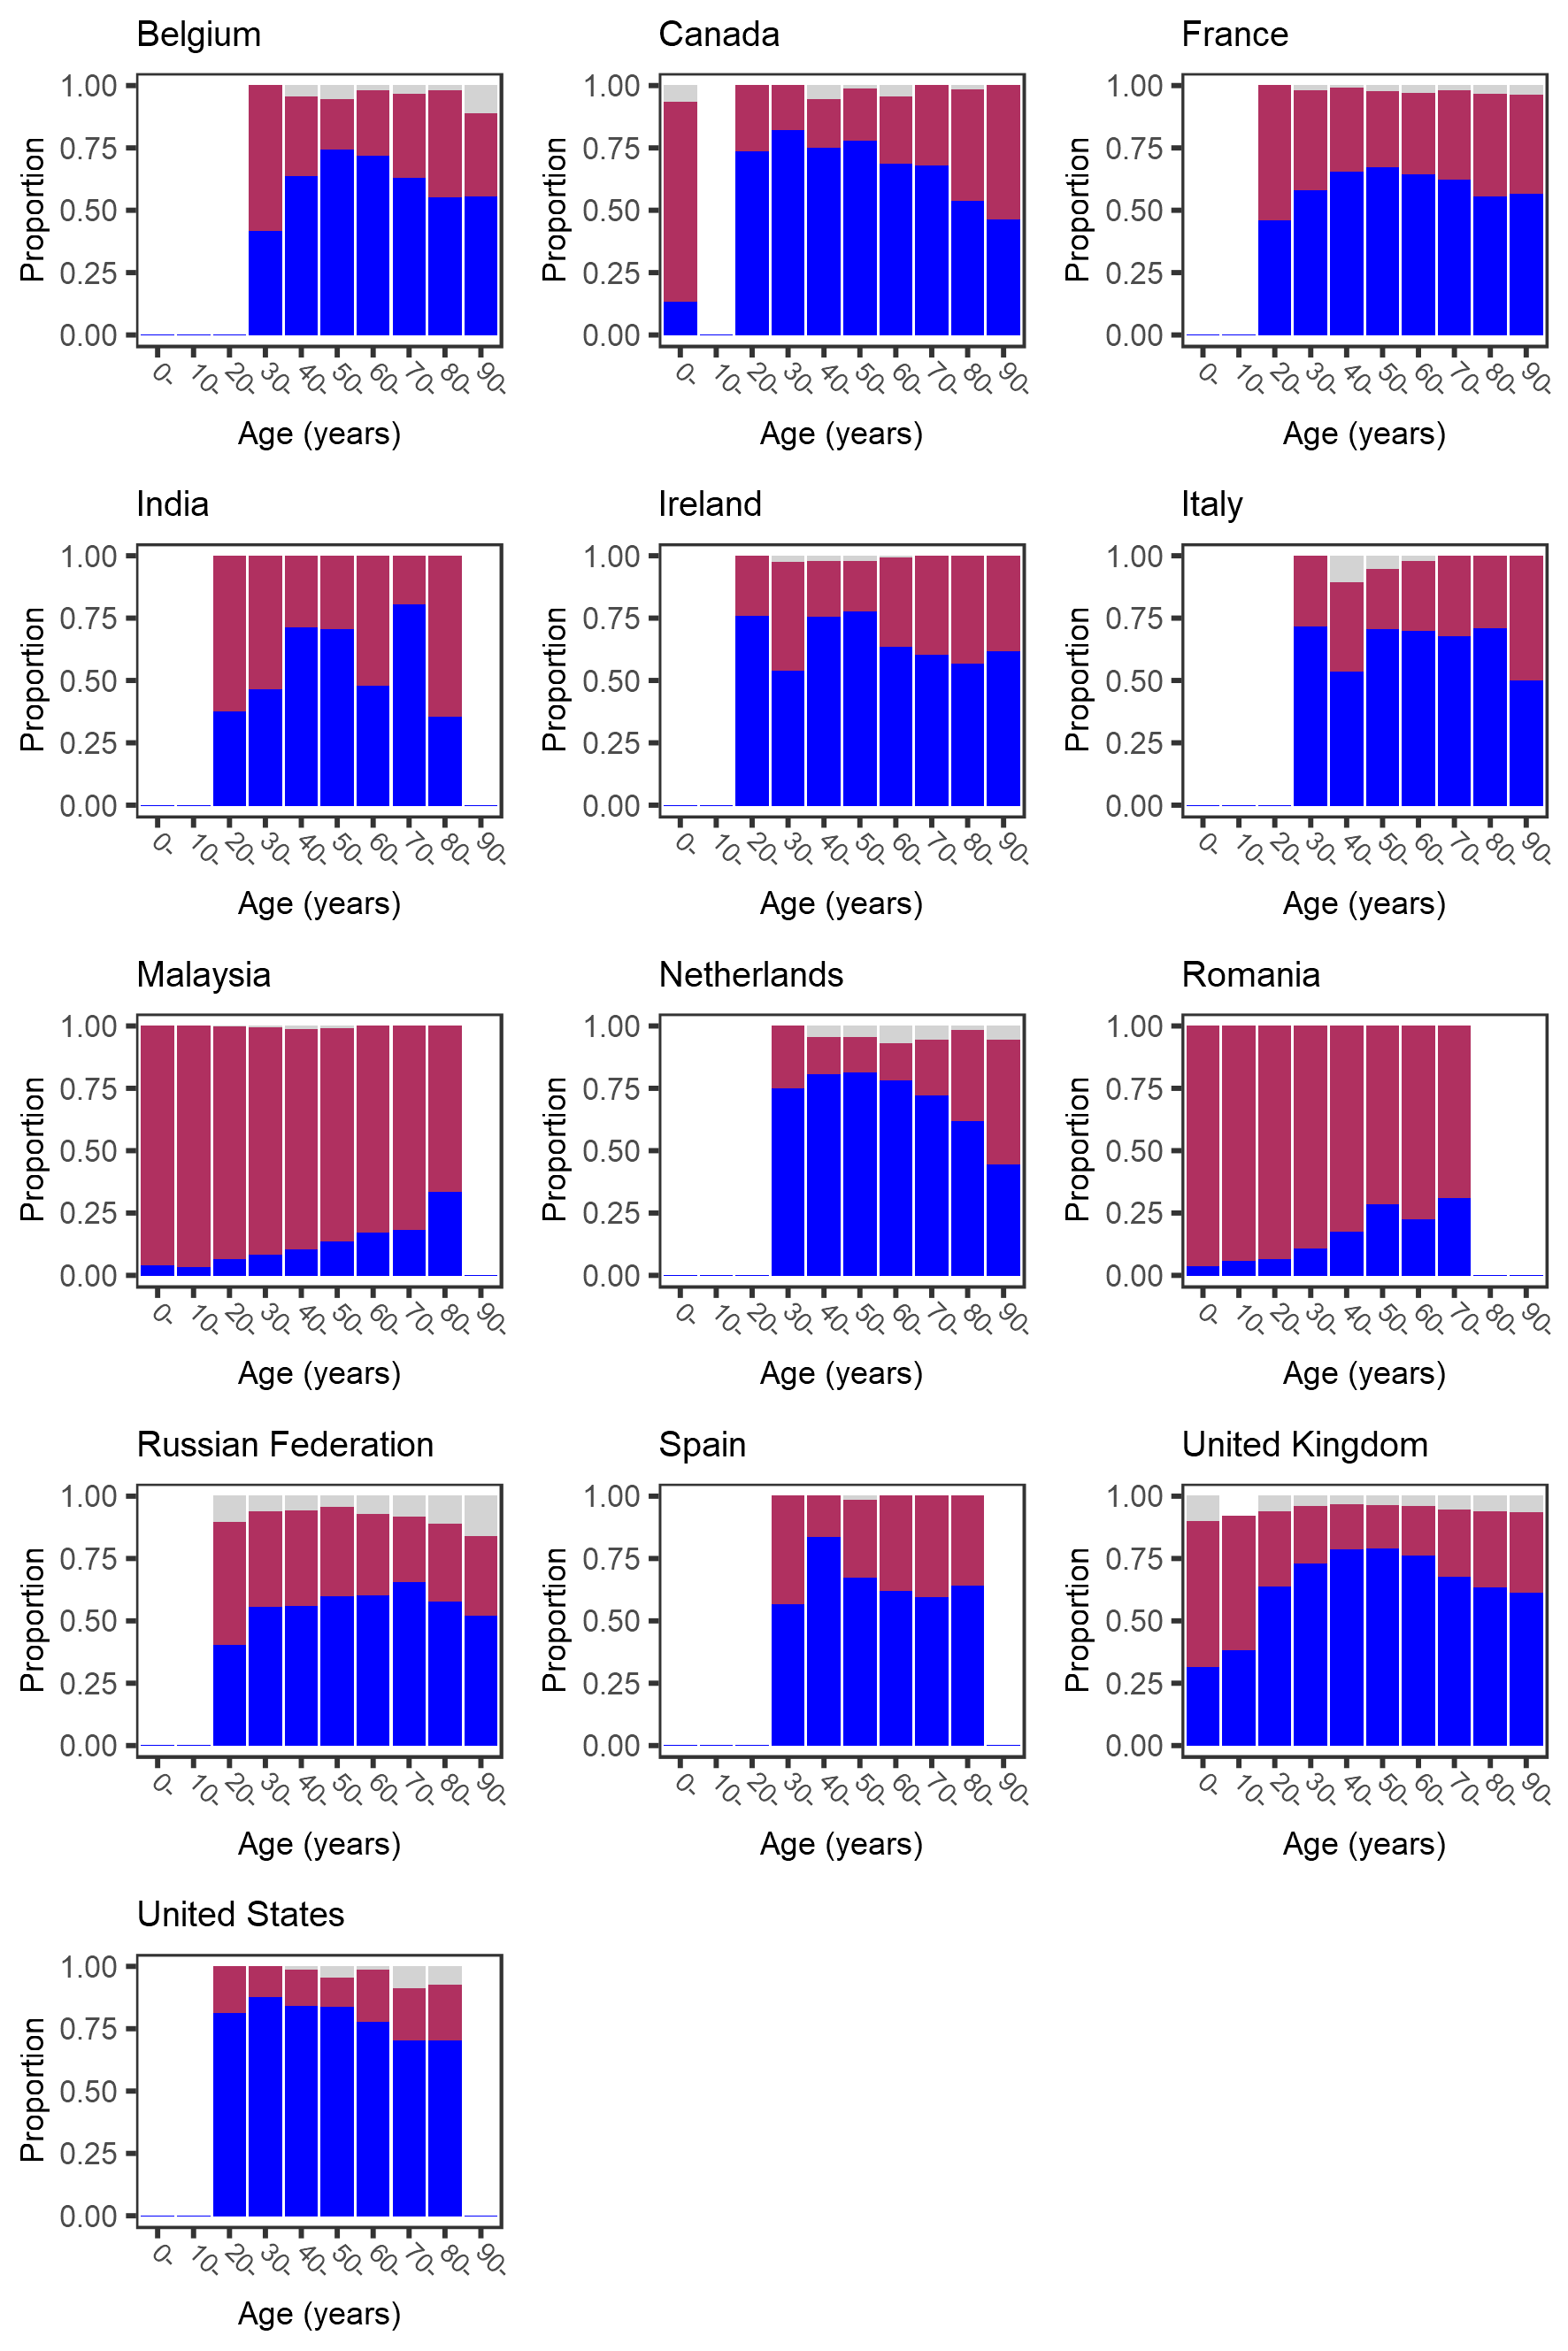 Belgium Canada France
1.00 1.00 1.00
0.75 0.75 0.75
0.50 0.50 0.50
0.25 0.25 0.25
0.00 0.00 0.00
Proportion Proportion Proportion
0- 10- 20- 30- 40- 50- 60- 70- 80- 90- 0- 10- 20- 30- 40- 50- 60- 70- 80- 90- 0- 10- 20- 30- 40- 50- 60- 70- 80- 90-
Age (years) Age (years) Age (years)
India Ireland Italy
1.00 1.00 1.00
0.75 0.75 0.75
0.50 0.50 0.50
0.25 0.25 0.25
0.00 0.00 0.00
Proportion Proportion Proportion
0- 10- 20- 30- 40- 50- 60- 70- 80- 90- 0- 10- 20- 30- 40- 50- 60- 70- 80- 90- 0- 10- 20- 30- 40- 50- 60- 70- 80- 90-
Age (years) Age (years) Age (years)
Malaysia Netherlands Romania
1.00 1.00 1.00
0.75 0.75 0.75
0.50 0.50 0.50
0.25 0.25 0.25
0.00 0.00 0.00
Proportion Proportion Proportion
0- 10- 20- 30- 40- 50- 60- 70- 80- 90- 0- 10- 20- 30- 40- 50- 60- 70- 80- 90- 0- 10- 20- 30- 40- 50- 60- 70- 80- 90-
Age (years) Age (years) Age (years)
Russian Federation Spain United Kingdom
1.00 1.00 1.00
0.75 0.75 0.75
0.50 0.50 0.50
0.25 0.25 0.25
0.00 0.00 0.00
Proportion Proportion Proportion
0- 10- 20- 30- 40- 50- 60- 70- 80- 90- 0- 10- 20- 30- 40- 50- 60- 70- 80- 90- 0- 10- 20- 30- 40- 50- 60- 70- 80- 90-
Age (years) Age (years) Age (years)
United States
1.00
0.75
0.50
0.25
0.00
Proportion
0- 10- 20- 30- 40- 50- 60- 70- 80- 90-
Age (years)